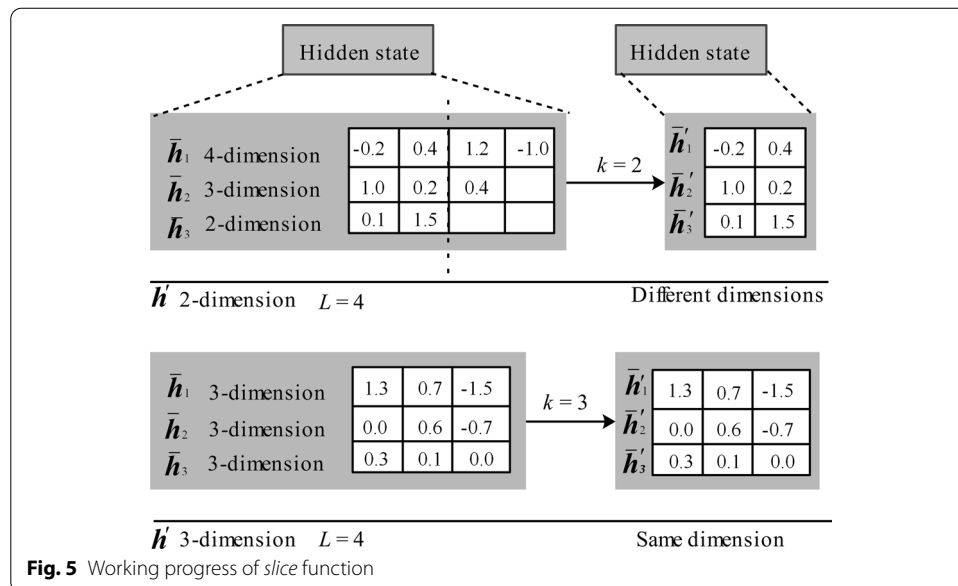 Hidden state Hidden state
h̄₁ 4-dimension -0.2 0.4 1.2 -1.0 k = 2 h̄′₁ -0.2 0.4
h̄₂ 3-dimension 1.0 0.2 0.4 h̄′₂ 1.0 0.2
h̄₃ 2-dimension 0.1 1.5 h̄′₃ 0.1 1.5
h′ 2-dimension L = 4 Different dimensions
h̄₁ 3-dimension 1.3 0.7 -1.5 k = 3 h̄′₁ 1.3 0.7 -1.5
h̄₂ 3-dimension 0.0 0.6 -0.7 h̄′₂ 0.0 0.6 -0.7
h̄₃ 3-dimension 0.3 0.1 0.0 h̄′₃ 0.3 0.1 0.0
h′ 3-dimension L = 4 Same dimension
Fig. 5 Working progress of slice function